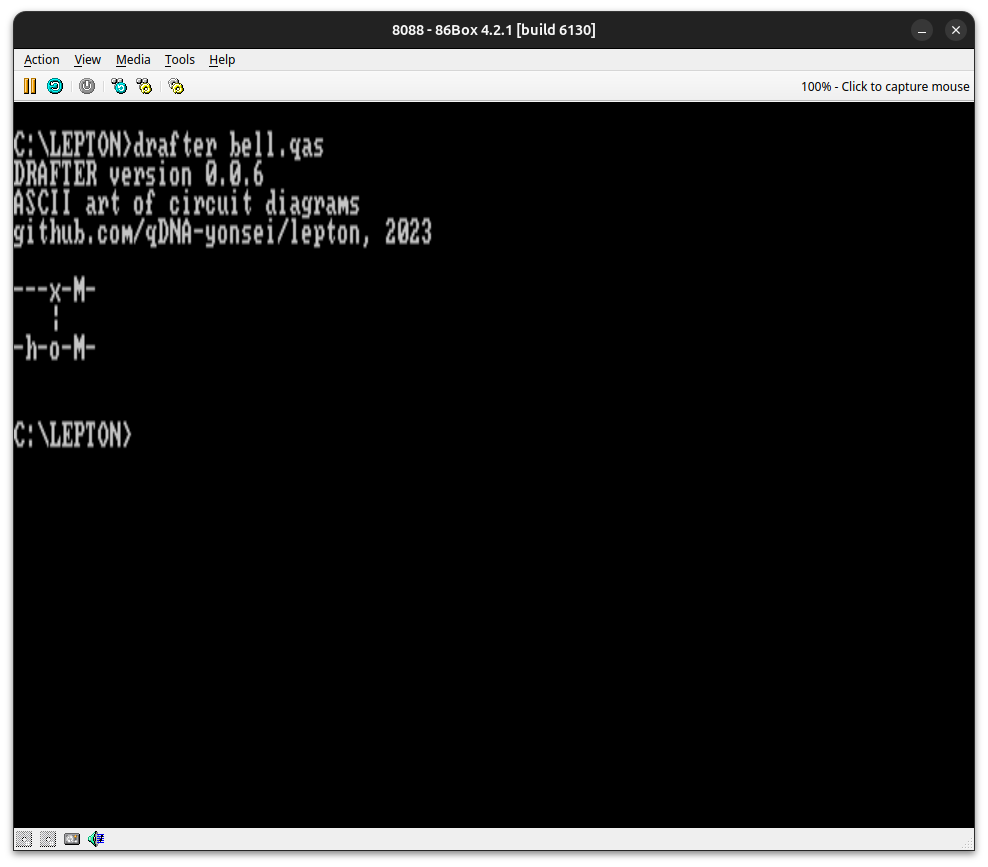 8088 - 86Box 4.2.1 [build 6130]
Action View Media Tools Help
100% - Click to capture mouse
C:\LEPTON>drafter bell.qas
DRAFTER version 0.0.6
ASCII art of circuit diagrams
github.com/qDNA-yonsei/lepton, 2023
---x-M-
   ¦
-h-o-M-
C:\LEPTON>